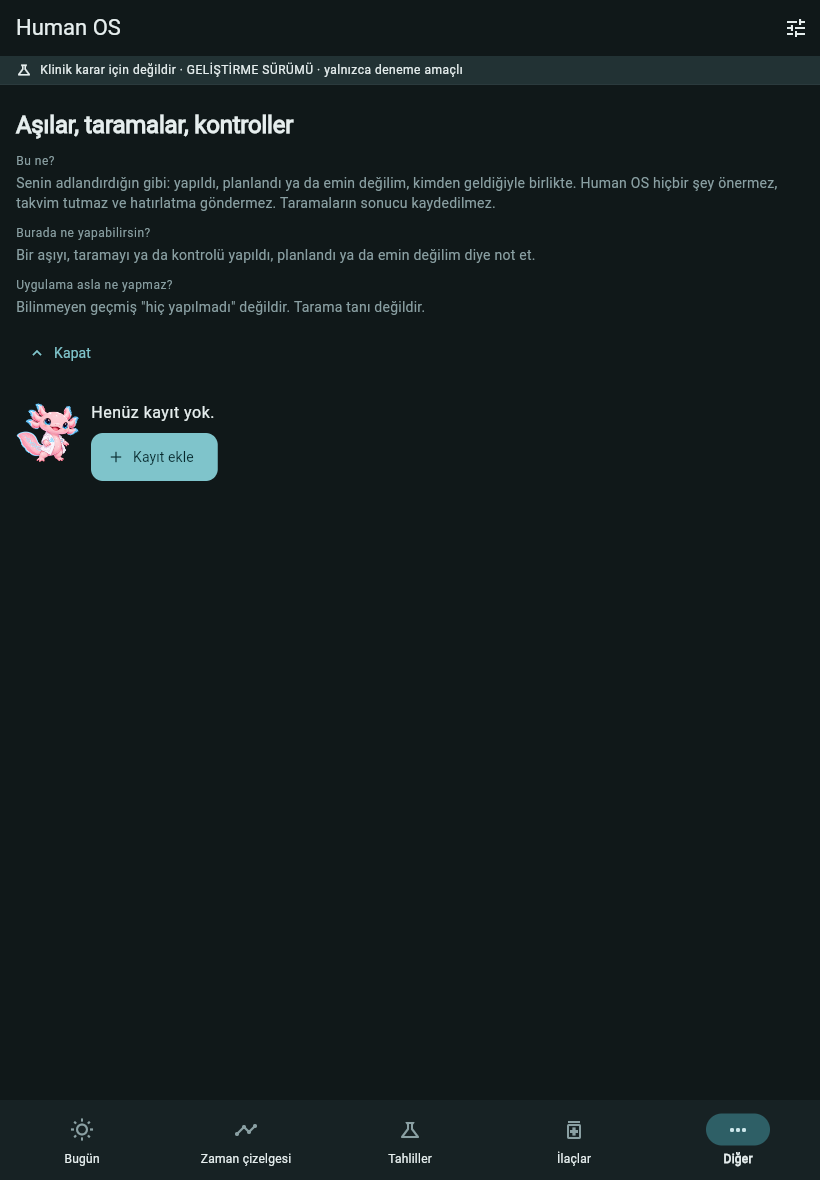 Human OS
Klinik karar için değildir · GELİŞTİRME SÜRÜMÜ · yalnızca deneme amaçlı
Aşılar, taramalar, kontroller
Bu ne?
Senin adlandırdığın gibi: yapıldı, planlandı ya da emin değilim, kimden geldiğiyle birlikte. Human OS hiçbir şey önermez,
takvim tutmaz ve hatırlatma göndermez. Taramaların sonucu kaydedilmez.
Burada ne yapabilirsin?
Bir aşıyı, taramayı ya da kontrolü yapıldı, planlandı ya da emin değilim diye not et.
Uygulama asla ne yapmaz?
Bilinmeyen geçmiş "hiç yapılmadı" değildir. Tarama tanı değildir.
Kapat
Henüz kayıt yok.
Kayıt ekle
Bugün
Zaman çizelgesi
Tahliller
İlaçlar
Diğer